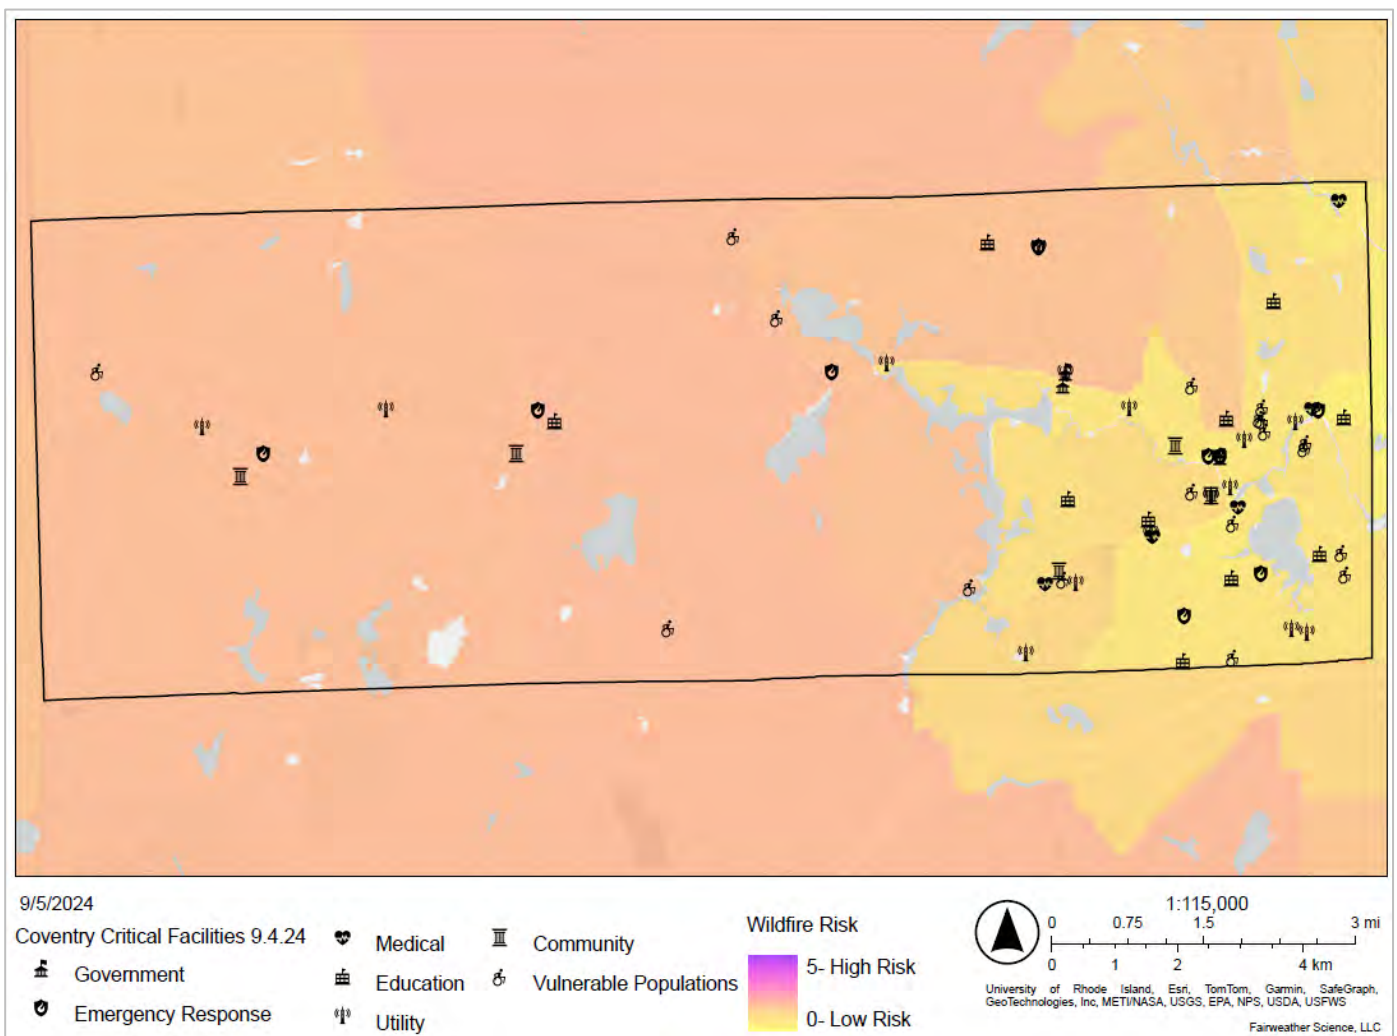 9/5/2024
Coventry Critical Facilities 9.4.24
Government
Emergency Response
Medical
Education
Utility
Community
Vulnerable Populations
Wildfire Risk
5- High Risk
0- Low Risk
1:115,000
0 0.75 1.5 3 mi
0 1 2 4 km
University of Rhode Island, Esri, TomTom, Garmin, SafeGraph,
GeoTechnologies, Inc, METI/NASA, USGS, EPA, NPS, USDA, USFWS
Fairweather Science, LLC